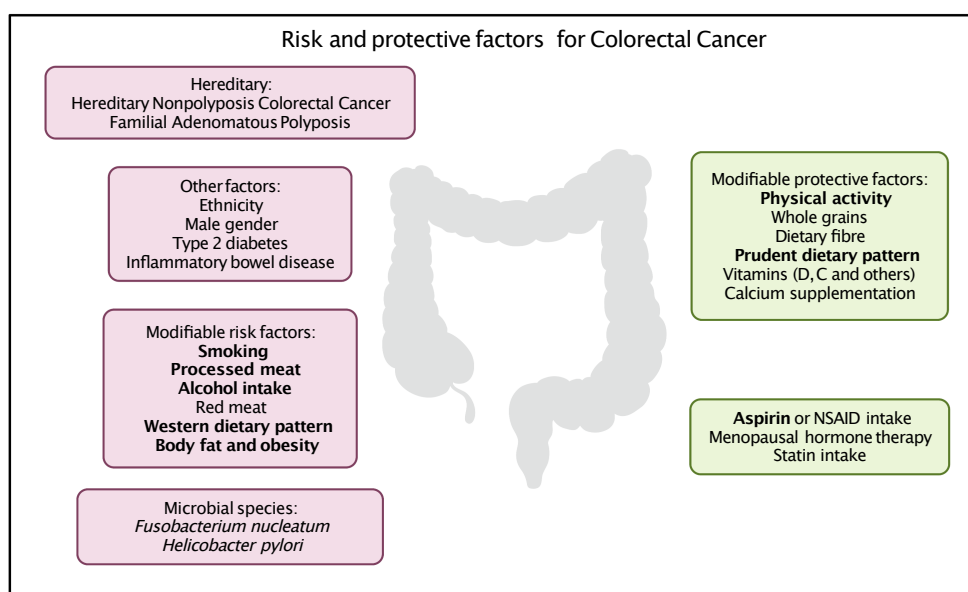 Risk and protective factors for Colorectal Cancer
Hereditary:
Hereditary Nonpolyposis Colorectal Cancer
Familial Adenomatous Polyposis
Other factors:
Ethnicity
Male gender
Type 2 diabetes
Inflammatory bowel disease
Modifiable risk factors:
Smoking
Processed meat
Alcohol intake
Red meat
Western dietary pattern
Body fat and obesity
Microbial species:
Fusobacterium nucleatum
Helicobacter pylori
Modifiable protective factors:
Physical activity
Whole grains
Dietary fibre
Prudent dietary pattern
Vitamins (D, C and others)
Calcium supplementation
Aspirin or NSAID intake
Menopausal hormone therapy
Statin intake